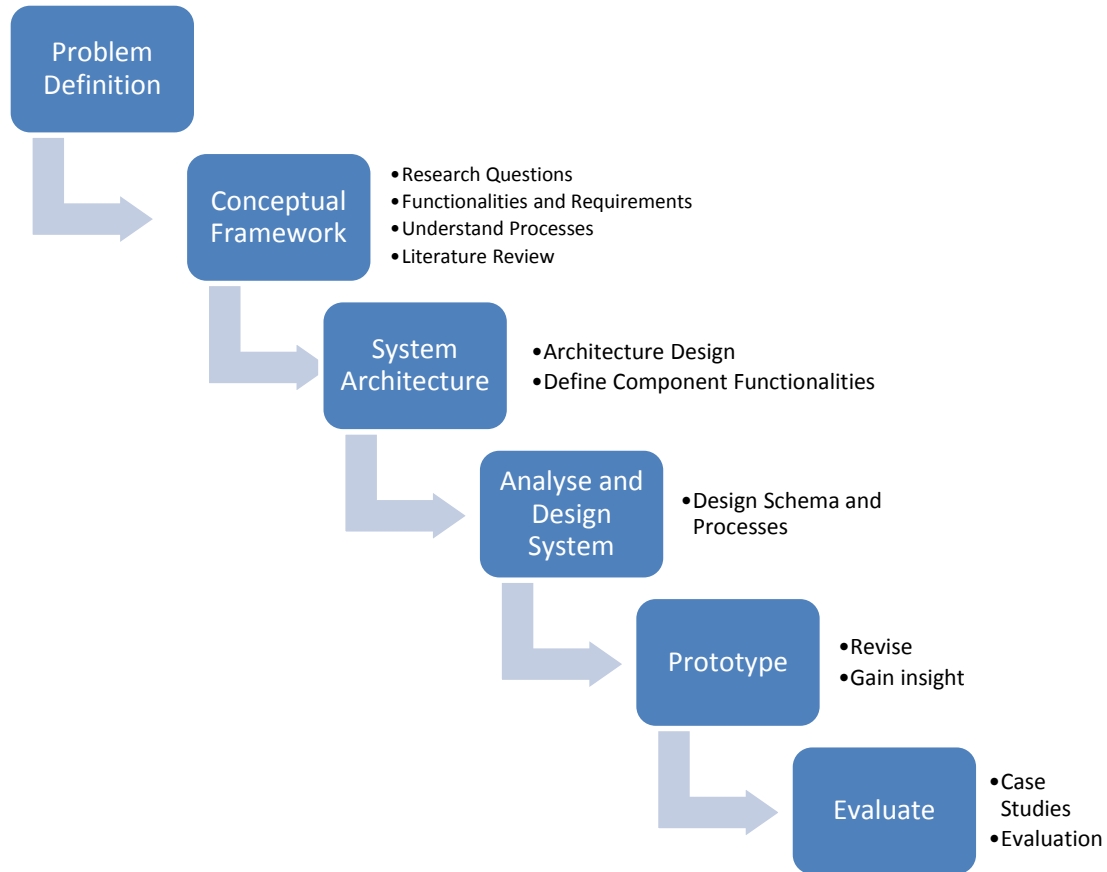 Problem
Definition
Conceptual
Framework
•Research Questions
•Functionalities and Requirements
•Understand Processes
•Literature Review
System
Architecture
•Architecture Design
•Define Component Functionalities
Analyse and
Design
System
•Design Schema and
Processes
Prototype
•Revise
•Gain insight
Evaluate
•Case
Studies
•Evaluation